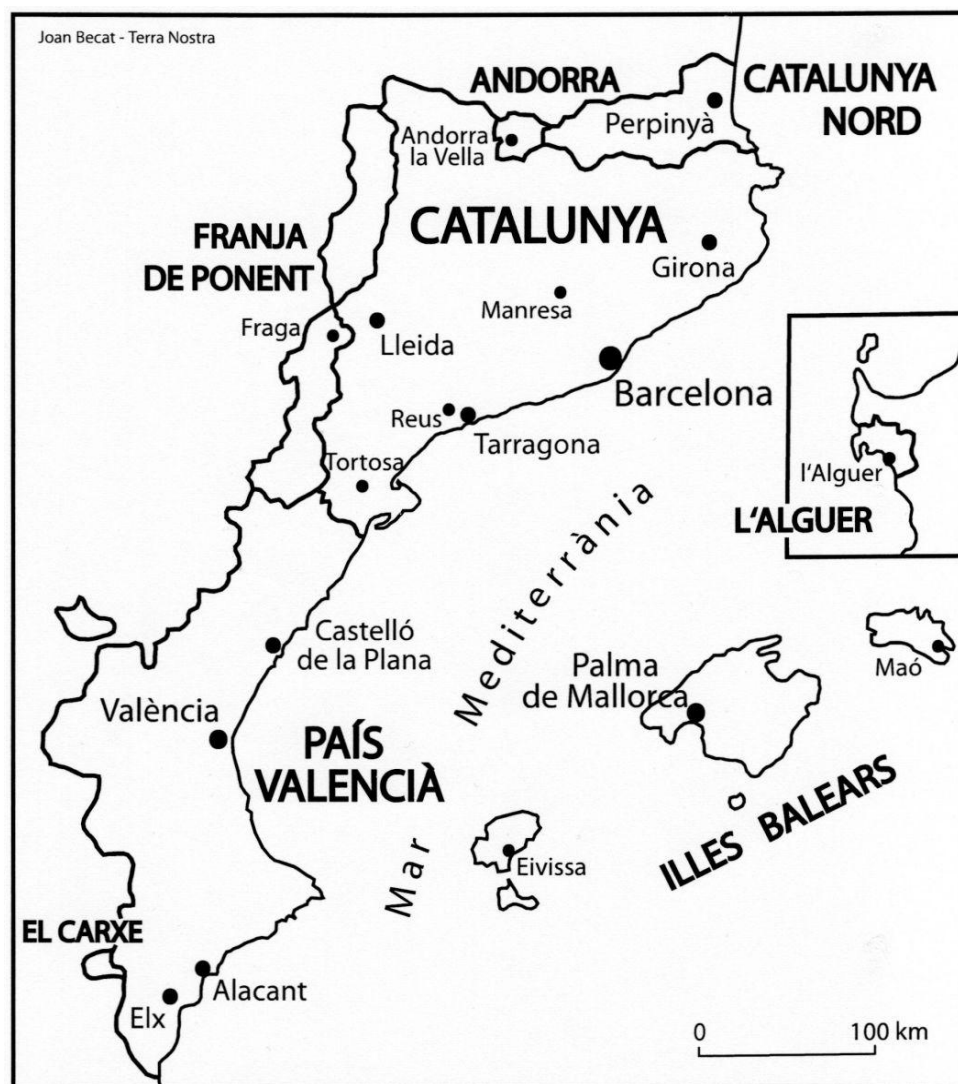 Joan Becat - Terra Nostra
ANDORRA
CATALUNYA
NORD
Perpinyà
Andorra
la Vella
CATALUNYA
FRANJA
DE PONENT
Girona
Manresa
Fraga
Lleida
Barcelona
Reus
Tarragona
Tortosa
l'Alguer
L'ALGUER
Mar Mediterrània
Castelló
de la Plana
Maó
Palma
de Mallorca
València
PAÍS
VALENCIÀ
ILLES BALEARS
Eivissa
EL CARXE
Alacant
Elx
0 100 km